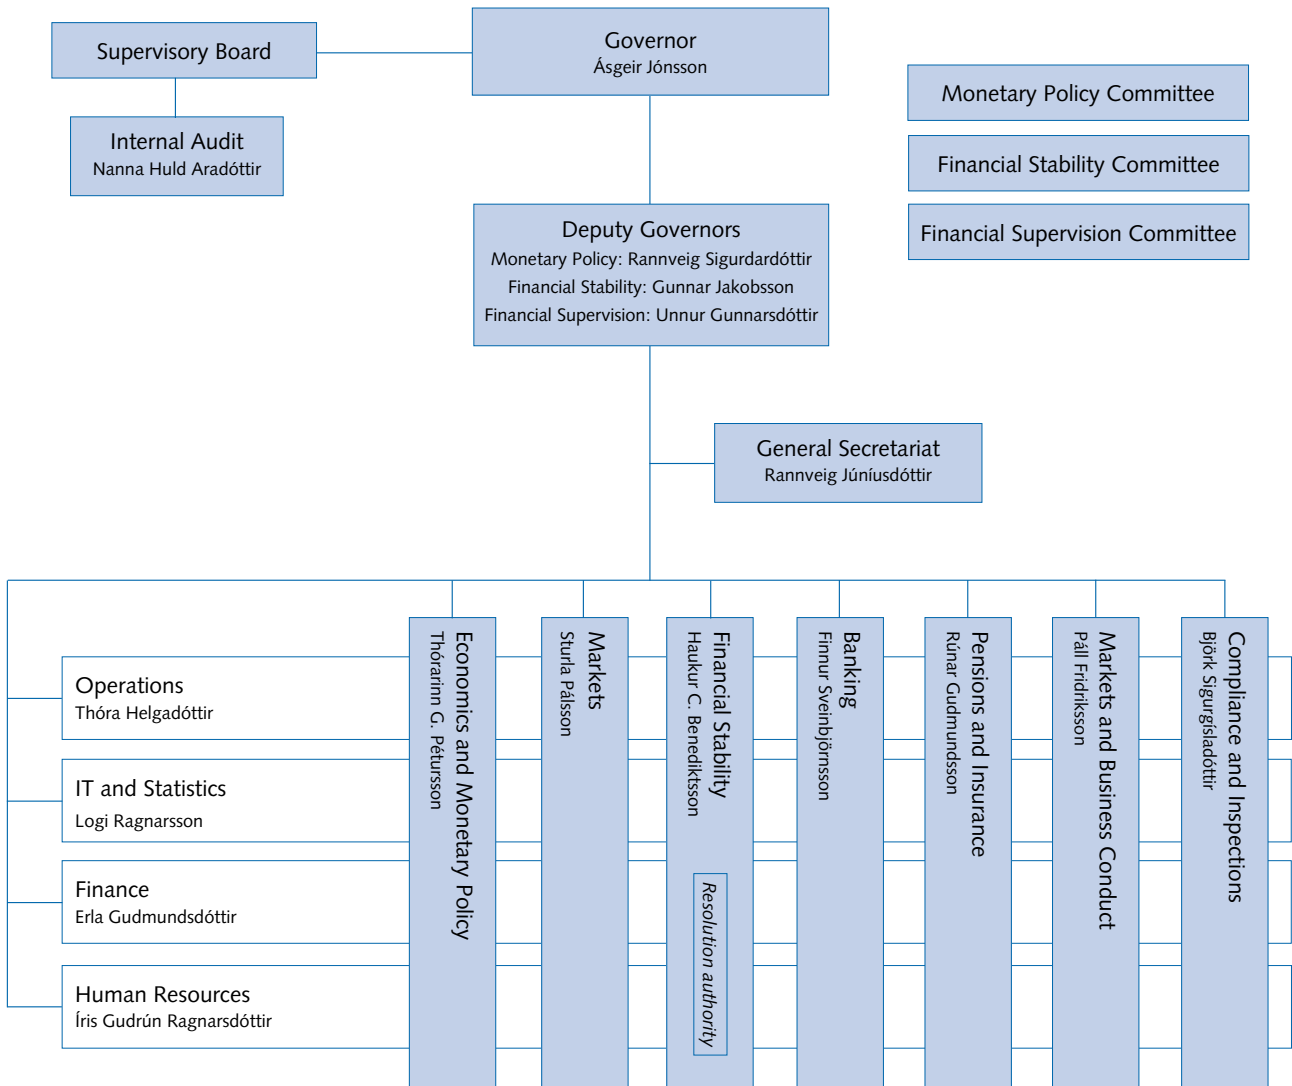 Supervisory Board
Governor
Ásgeir Jónsson
Internal Audit
Nanna Huld Aradóttir
Monetary Policy Committee
Financial Stability Committee
Financial Supervision Committee
Deputy Governors
Monetary Policy: Rannveig Sigurdardóttir
Financial Stability: Gunnar Jakobsson
Financial Supervision: Unnur Gunnarsdóttir
General Secretariat
Rannveig Júníusdóttir
Operations
Thóra Helgadóttir
IT and Statistics
Logi Ragnarsson
Finance
Erla Gudmundsdóttir
Human Resources
Íris Gudrún Ragnarsdóttir
Economics and Monetary Policy
Thórarinn G. Pétursson
Markets
Sturla Pálsson
Financial Stability
Haukur C. Benediktsson
Resolution authority
Banking
Finnur Sveinbjörnsson
Pensions and Insurance
Rúnar Gudmundsson
Markets and Business Conduct
Páll Fridriksson
Compliance and Inspections
Björk Sigurgísladóttir